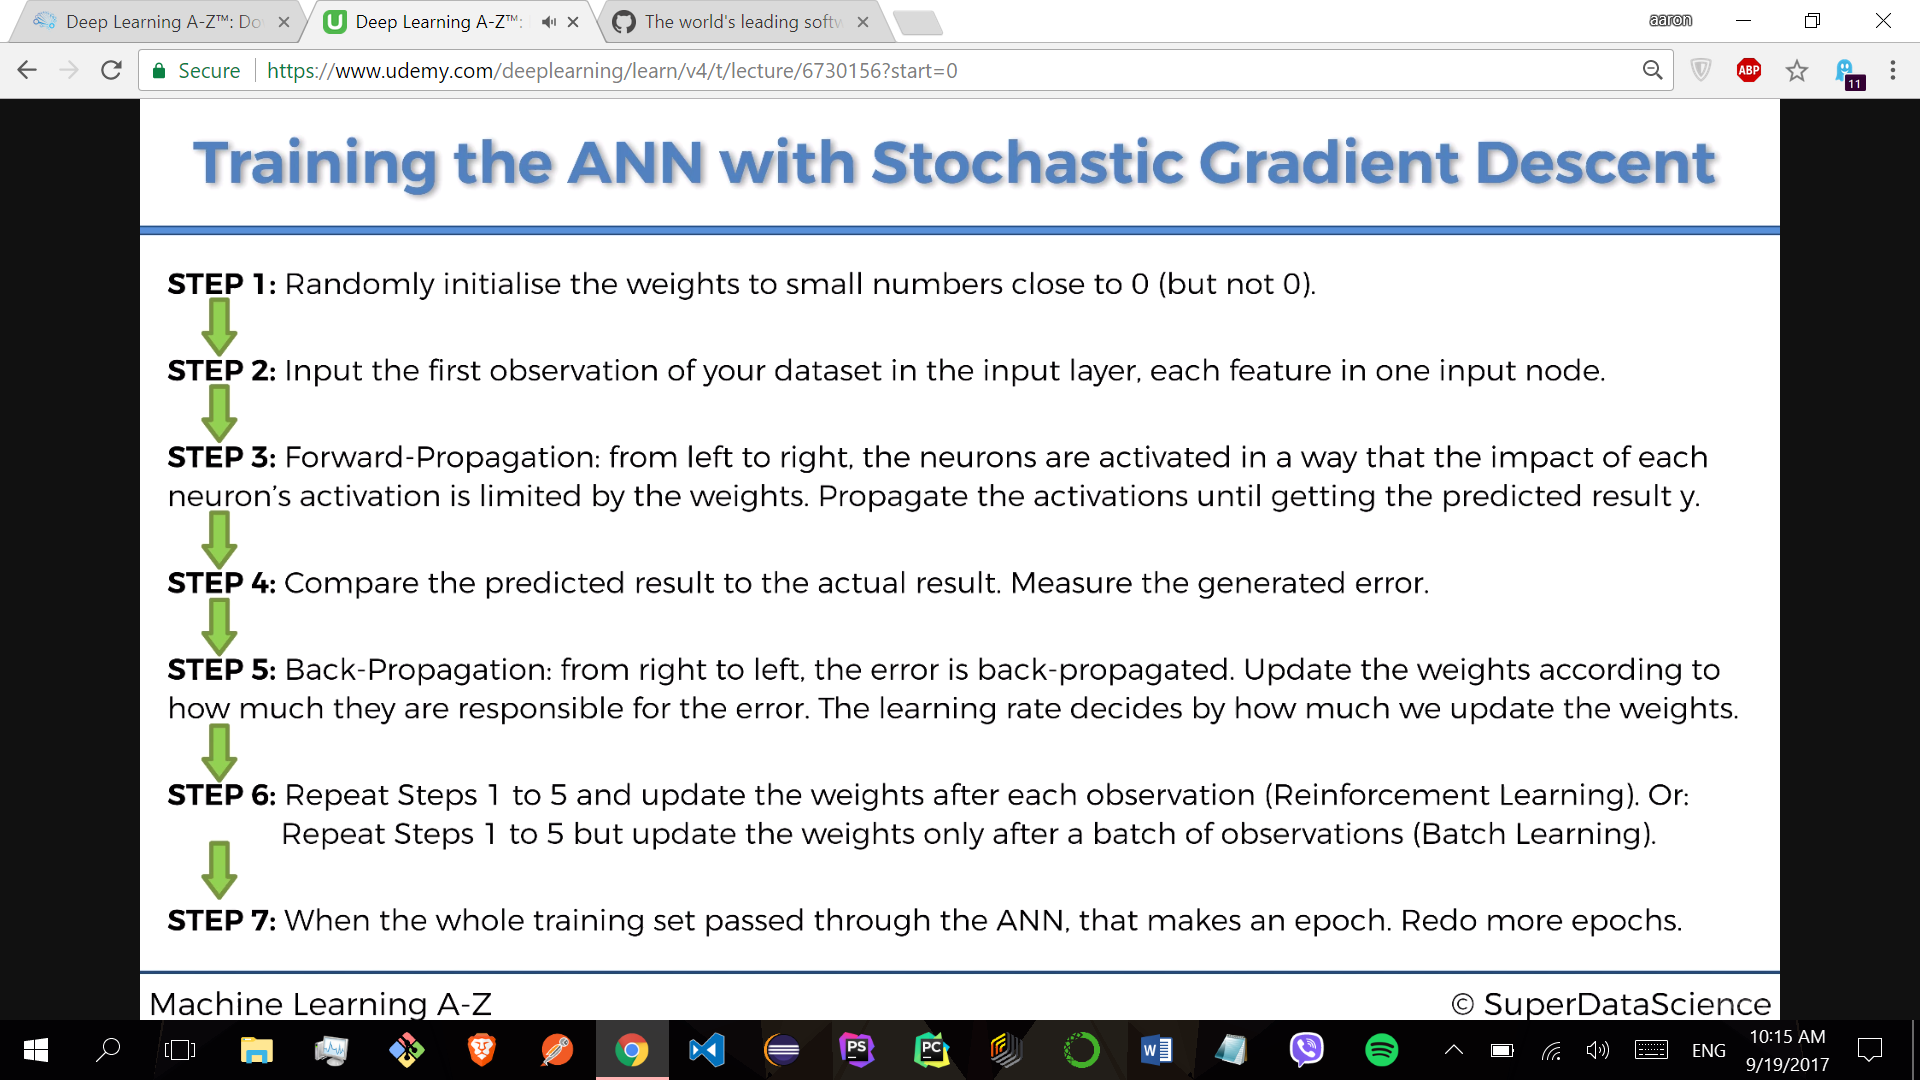 Deep Learning A-Z™: Do
Deep Learning A-Z™:
The world's leading softw
aaron
Secure
https://www.udemy.com/deeplearning/learn/v4/t/lecture/6730156?start=0
ABP
11
Training the ANN with Stochastic Gradient Descent
STEP 1: Randomly initialise the weights to small numbers close to 0 (but not 0).
STEP 2: Input the first observation of your dataset in the input layer, each feature in one input node.
STEP 3: Forward-Propagation: from left to right, the neurons are activated in a way that the impact of each
neuron’s activation is limited by the weights. Propagate the activations until getting the predicted result y.
STEP 4: Compare the predicted result to the actual result. Measure the generated error.
STEP 5: Back-Propagation: from right to left, the error is back-propagated. Update the weights according to
how much they are responsible for the error. The learning rate decides by how much we update the weights.
STEP 6: Repeat Steps 1 to 5 and update the weights after each observation (Reinforcement Learning). Or:
Repeat Steps 1 to 5 but update the weights only after a batch of observations (Batch Learning).
STEP 7: When the whole training set passed through the ANN, that makes an epoch. Redo more epochs.
Machine Learning A-Z
© SuperDataScience
PS
PC
W
ENG
10:15 AM
9/19/2017